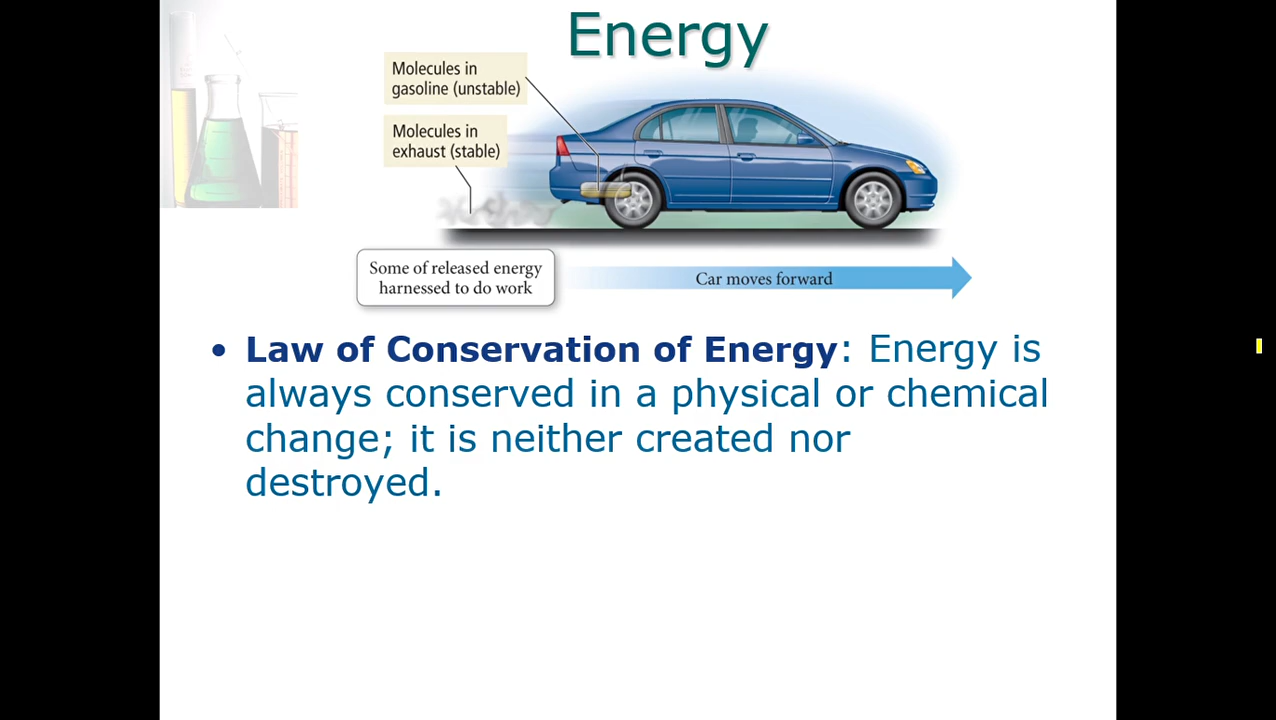 Energy
Molecules in
gasoline (unstable)
Molecules in
exhaust (stable)
Some of released energy
harnessed to do work
Car moves forward
• Law of Conservation of Energy: Energy is
always conserved in a physical or chemical
change; it is neither created nor
destroyed.